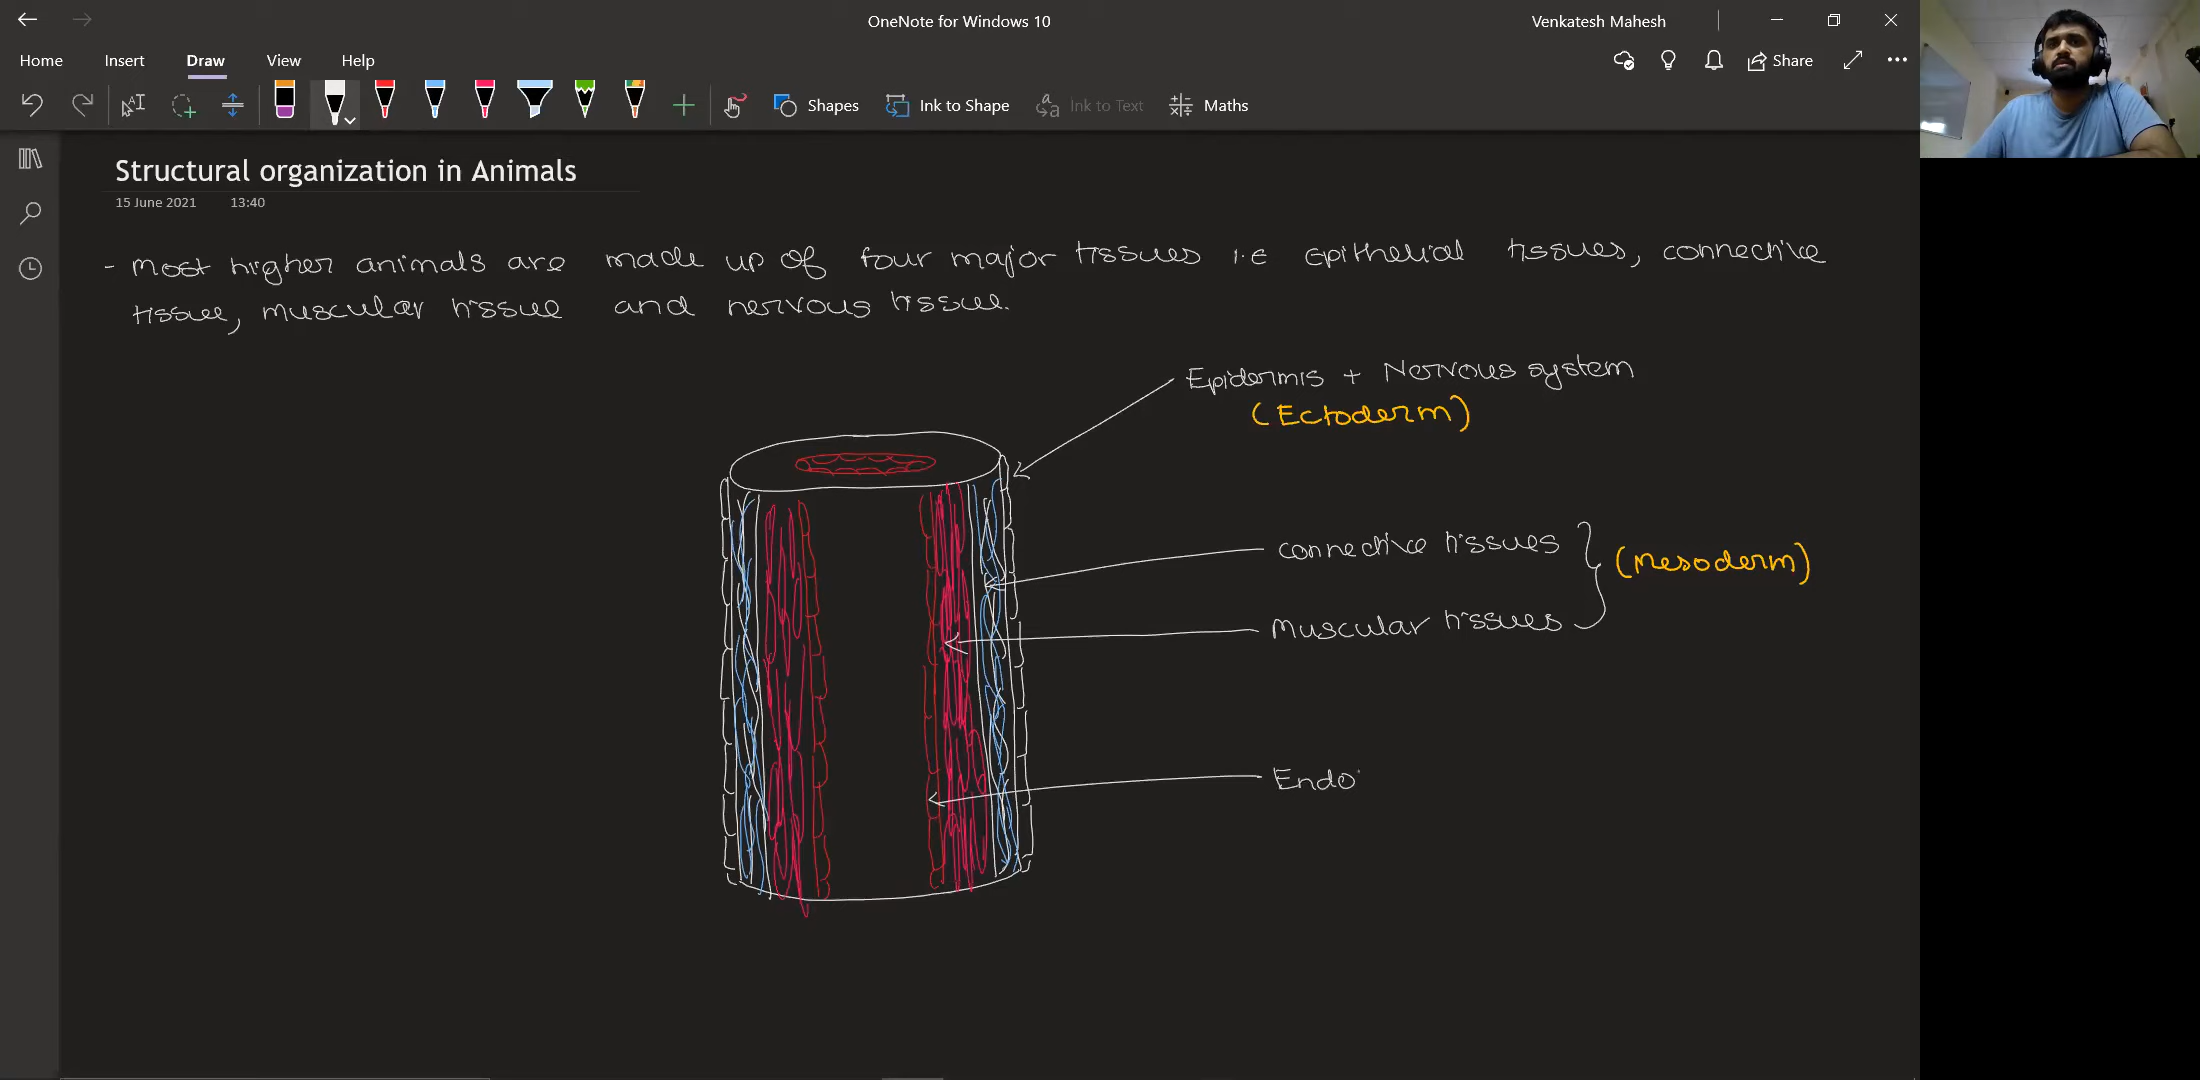 OneNote for Windows 10
Venkatesh Mahesh
Home Insert Draw View Help
Share
Shapes Ink to Shape Ink to Text Maths
Structural organization in Animals
15 June 2021 13:40
- Most higher animals are made up of four major tissues i.e Epithelial tissues, connective
tissue, muscular tissue and nervous tissue.
Epidermis + Nervous system
(Ectoderm)
connective tissues
(Mesoderm)
Muscular tissues
Endo